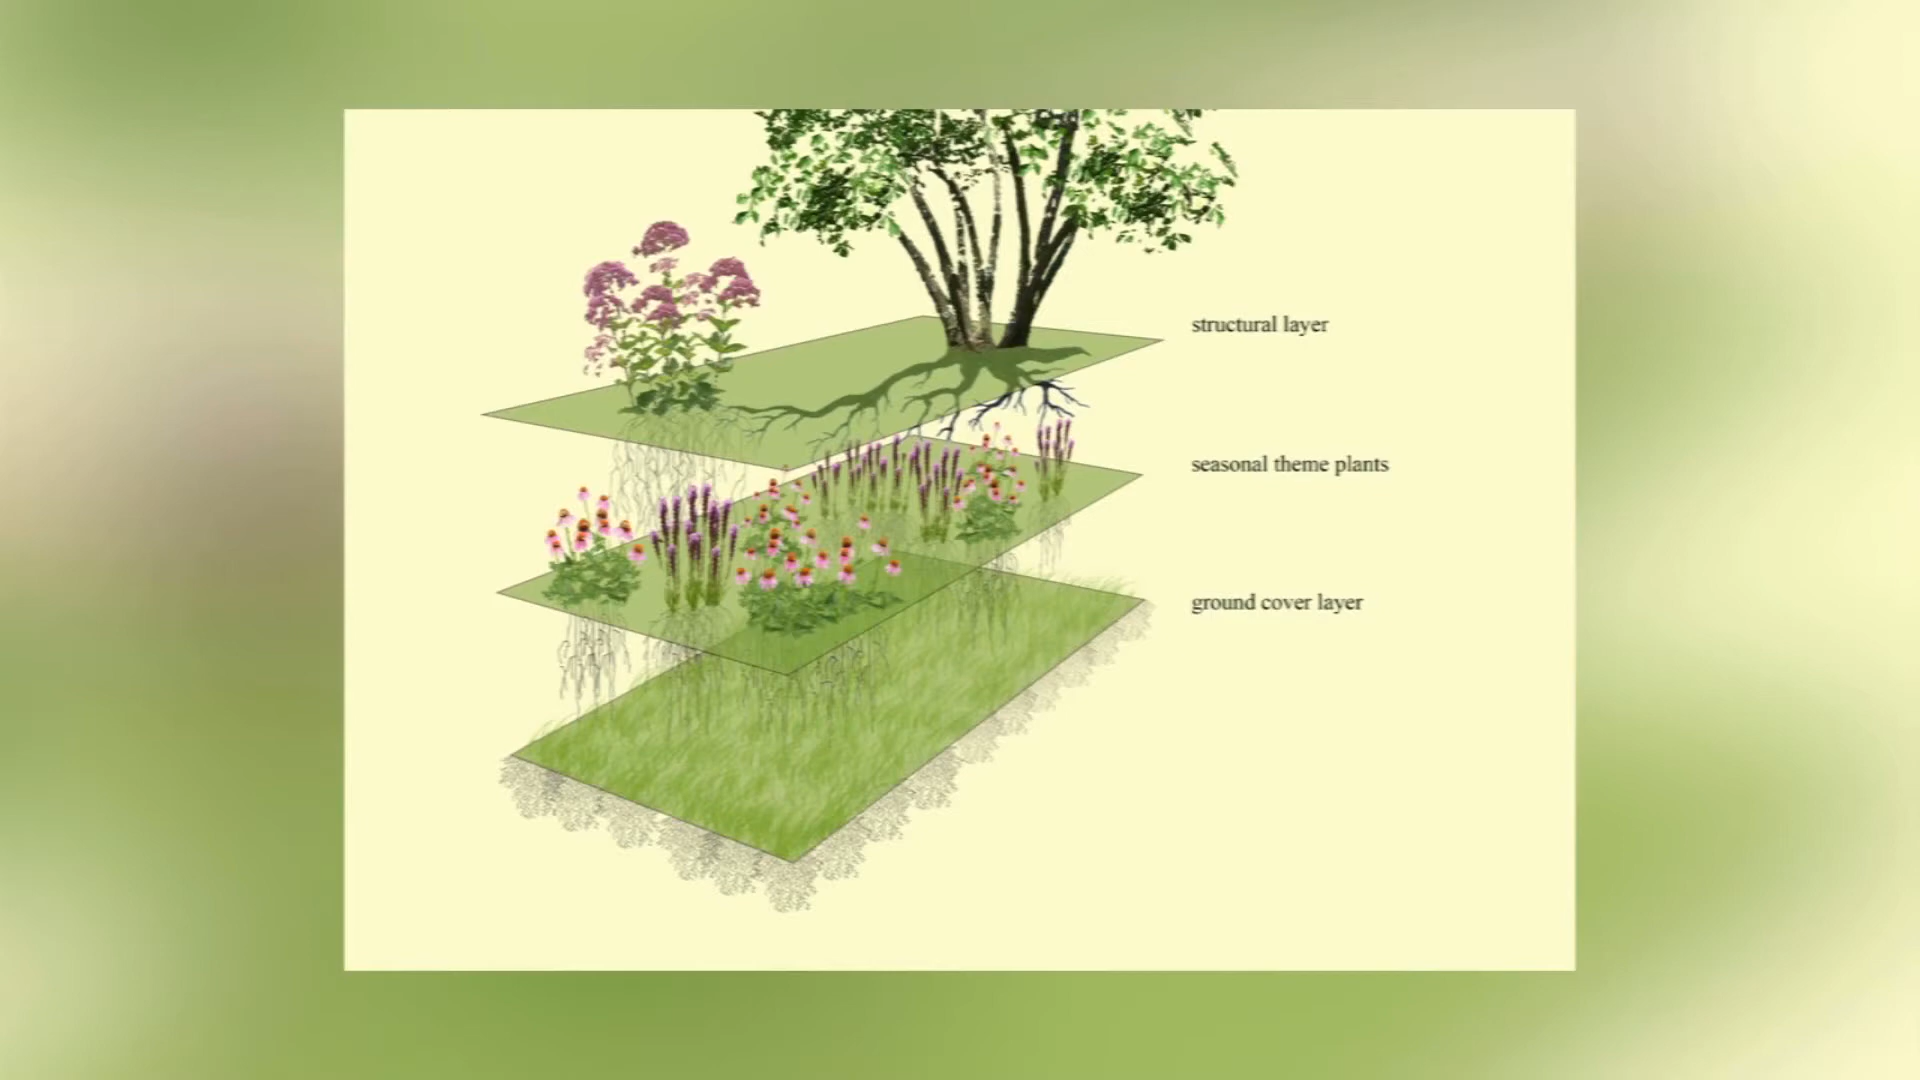 structural layer
seasonal theme plants
ground cover layer